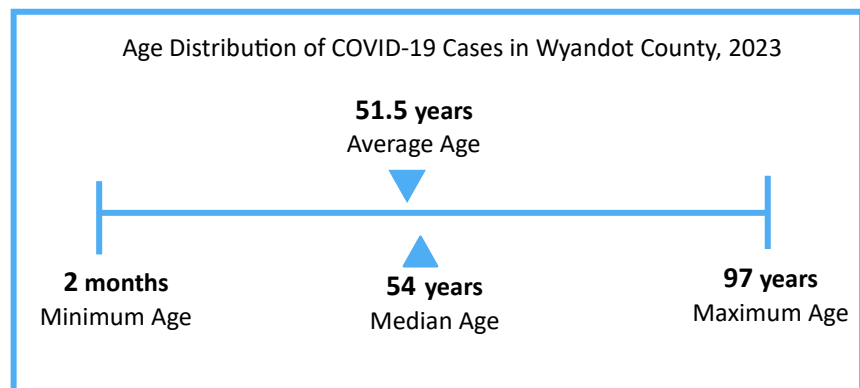 Age Distribution of COVID-19 Cases in Wyandot County, 2023
51.5 years
Average Age
2 months
Minimum Age
54 years
Median Age
97 years
Maximum Age